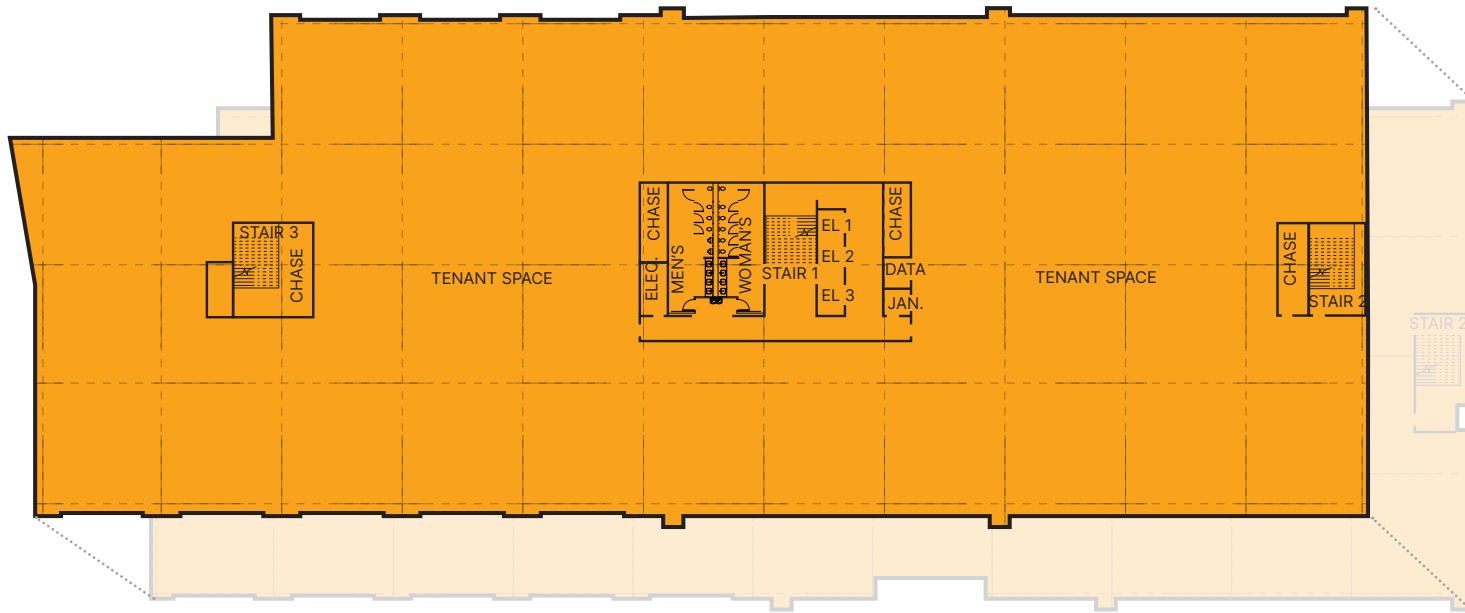 STAIR 3
CHASE
TENANT SPACE
CHASE
ELEC.
MEN'S
WOMAN'S
STAIR 1
EL 1
EL 2
EL 3
CHASE
DATA
JAN.
TENANT SPACE
CHASE
STAIR 2
STAIR 2